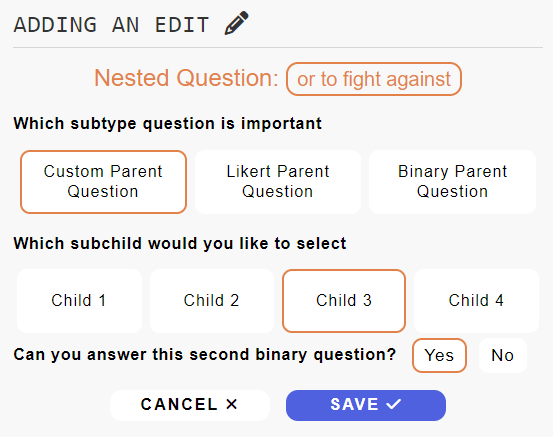 ADDING AN EDIT
Nested Question: or to fight against
Which subtype question is important
Custom Parent Question
Likert Parent Question
Binary Parent Question
Which subchild would you like to select
Child 1
Child 2
Child 3
Child 4
Can you answer this second binary question? Yes No
CANCEL ✕ SAVE ✓